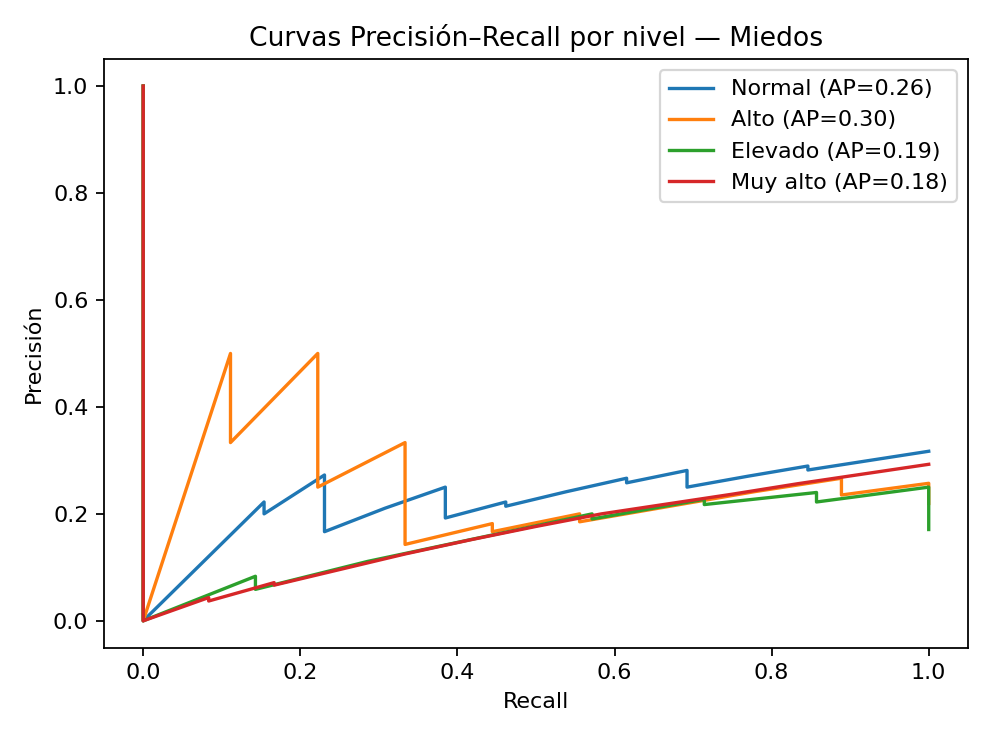 Curvas Precisión–Recall por nivel — Miedos
Normal (AP=0.26)
Alto (AP=0.30)
Elevado (AP=0.19)
Muy alto (AP=0.18)
Precisión
1.0
0.8
0.6
0.4
0.2
0.0
0.0 0.2 0.4 0.6 0.8 1.0
Recall